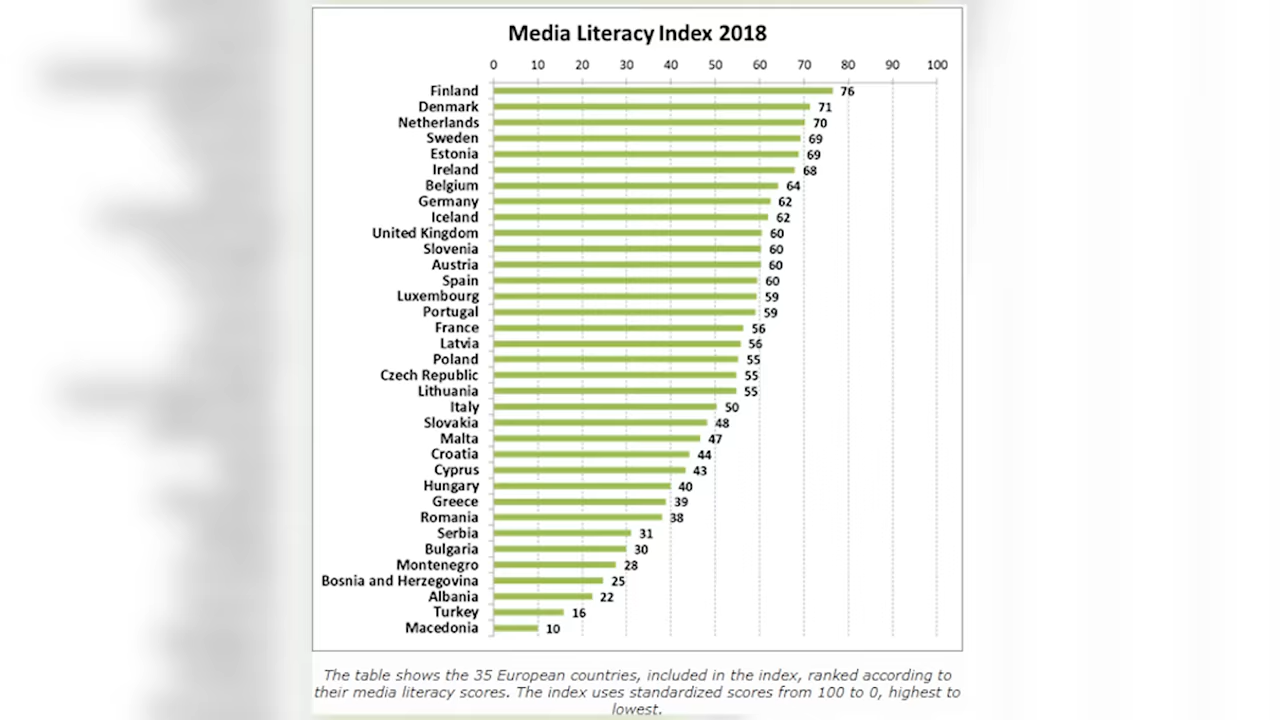 Media Literacy Index 2018
0 10 20 30 40 50 60 70 80 90 100
Finland 76
Denmark 71
Netherlands 70
Sweden 69
Estonia 69
Ireland 68
Belgium 64
Germany 62
Iceland 62
United Kingdom 60
Slovenia 60
Austria 60
Spain 60
Luxembourg 59
Portugal 59
France 56
Latvia 56
Poland 55
Czech Republic 55
Lithuania 55
Italy 50
Slovakia 48
Malta 47
Croatia 44
Cyprus 43
Hungary 40
Greece 39
Romania 38
Serbia 31
Bulgaria 30
Montenegro 28
Bosnia and Herzegovina 25
Albania 22
Turkey 16
Macedonia 10
The table shows the 35 European countries, included in the index, ranked according to
their media literacy scores. The index uses standardized scores from 100 to 0, highest to
lowest.